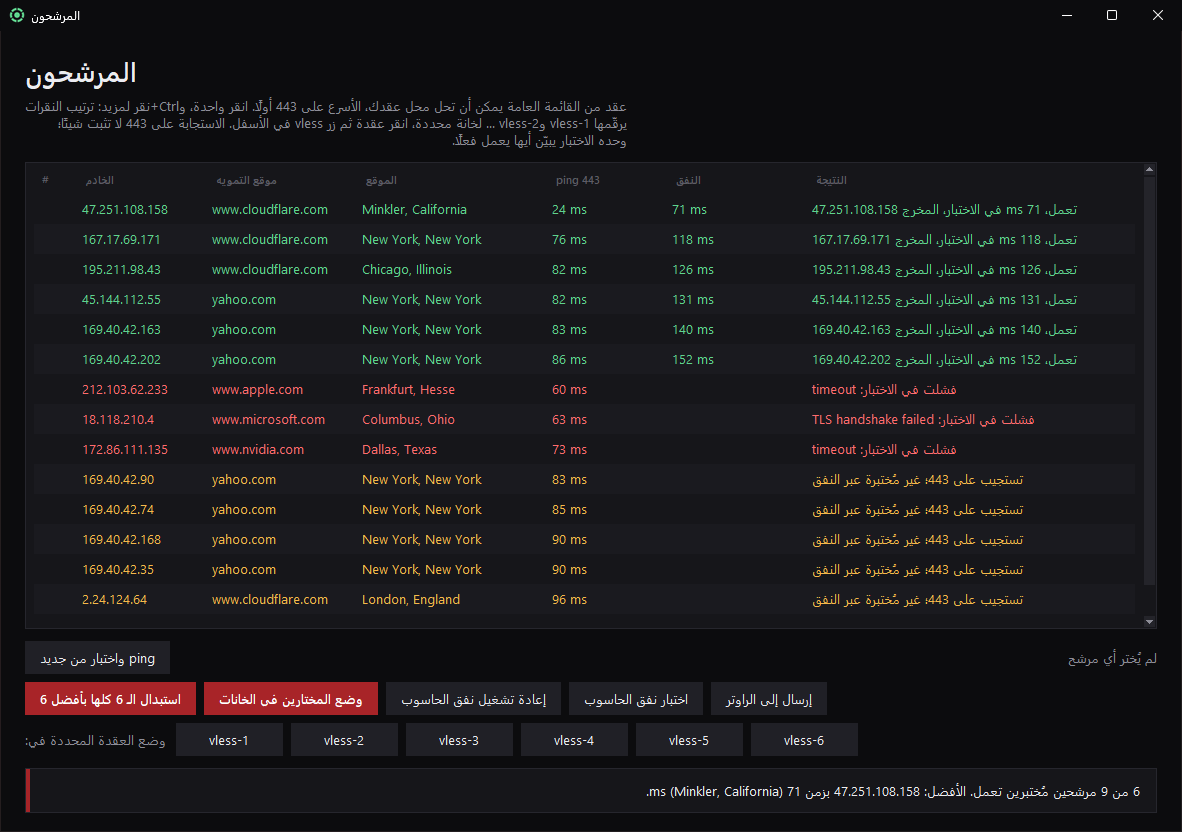 المرشحون
المرشحون
عقد من القائمة العامة يمكن أن تحل محل عقدك، الأسرع على 443 أولًا. انقر واحدة، وCtrl+نقر لمزيد: ترتيب النقرات
يرقّمها vless-1 وvless-2 ... لخانة محددة، انقر عقدة ثم زر vless في الأسفل. الاستجابة على 443 لا تثبت شيئًا؛
وحده الاختبار يبيّن أيها يعمل فعلًا.
# الخادم موقع التمويه الموقع ping 443 النفق النتيجة
47.251.108.158 www.cloudflare.com Minkler, California 24 ms 71 ms تعمل، 71 ms في الاختبار، المخرج 47.251.108.158
167.17.69.171 www.cloudflare.com New York, New York 76 ms 118 ms تعمل، 118 ms في الاختبار، المخرج 167.17.69.171
195.211.98.43 www.cloudflare.com Chicago, Illinois 82 ms 126 ms تعمل، 126 ms في الاختبار، المخرج 195.211.98.43
45.144.112.55 yahoo.com New York, New York 82 ms 131 ms تعمل، 131 ms في الاختبار، المخرج 45.144.112.55
169.40.42.163 yahoo.com New York, New York 83 ms 140 ms تعمل، 140 ms في الاختبار، المخرج 169.40.42.163
169.40.42.202 yahoo.com New York, New York 86 ms 152 ms تعمل، 152 ms في الاختبار، المخرج 169.40.42.202
212.103.62.233 www.apple.com Frankfurt, Hesse 60 ms فشلت في الاختبار: timeout
18.118.210.4 www.microsoft.com Columbus, Ohio 63 ms فشلت في الاختبار: TLS handshake failed
172.86.111.135 www.nvidia.com Dallas, Texas 73 ms فشلت في الاختبار: timeout
169.40.42.90 yahoo.com New York, New York 83 ms تستجيب على 443؛ غير مُختبرة عبر النفق
169.40.42.74 yahoo.com New York, New York 85 ms تستجيب على 443؛ غير مُختبرة عبر النفق
169.40.42.168 yahoo.com New York, New York 90 ms تستجيب على 443؛ غير مُختبرة عبر النفق
169.40.42.35 yahoo.com New York, New York 90 ms تستجيب على 443؛ غير مُختبرة عبر النفق
2.24.124.64 www.cloudflare.com London, England 96 ms تستجيب على 443؛ غير مُختبرة عبر النفق
ping واختبار من جديد
لم يُختر أي مرشح
استبدال الـ 6 كلها بأفضل 6
وضع المختارين في الخانات
إعادة تشغيل نفق الحاسوب
اختبار نفق الحاسوب
إرسال إلى الراوتر
وضع العقدة المحددة في: vless-1 vless-2 vless-3 vless-4 vless-5 vless-6
6 من 9 مرشحين مُختبرين تعمل. الأفضل: 47.251.108.158 بزمن 71 ms (Minkler, California).